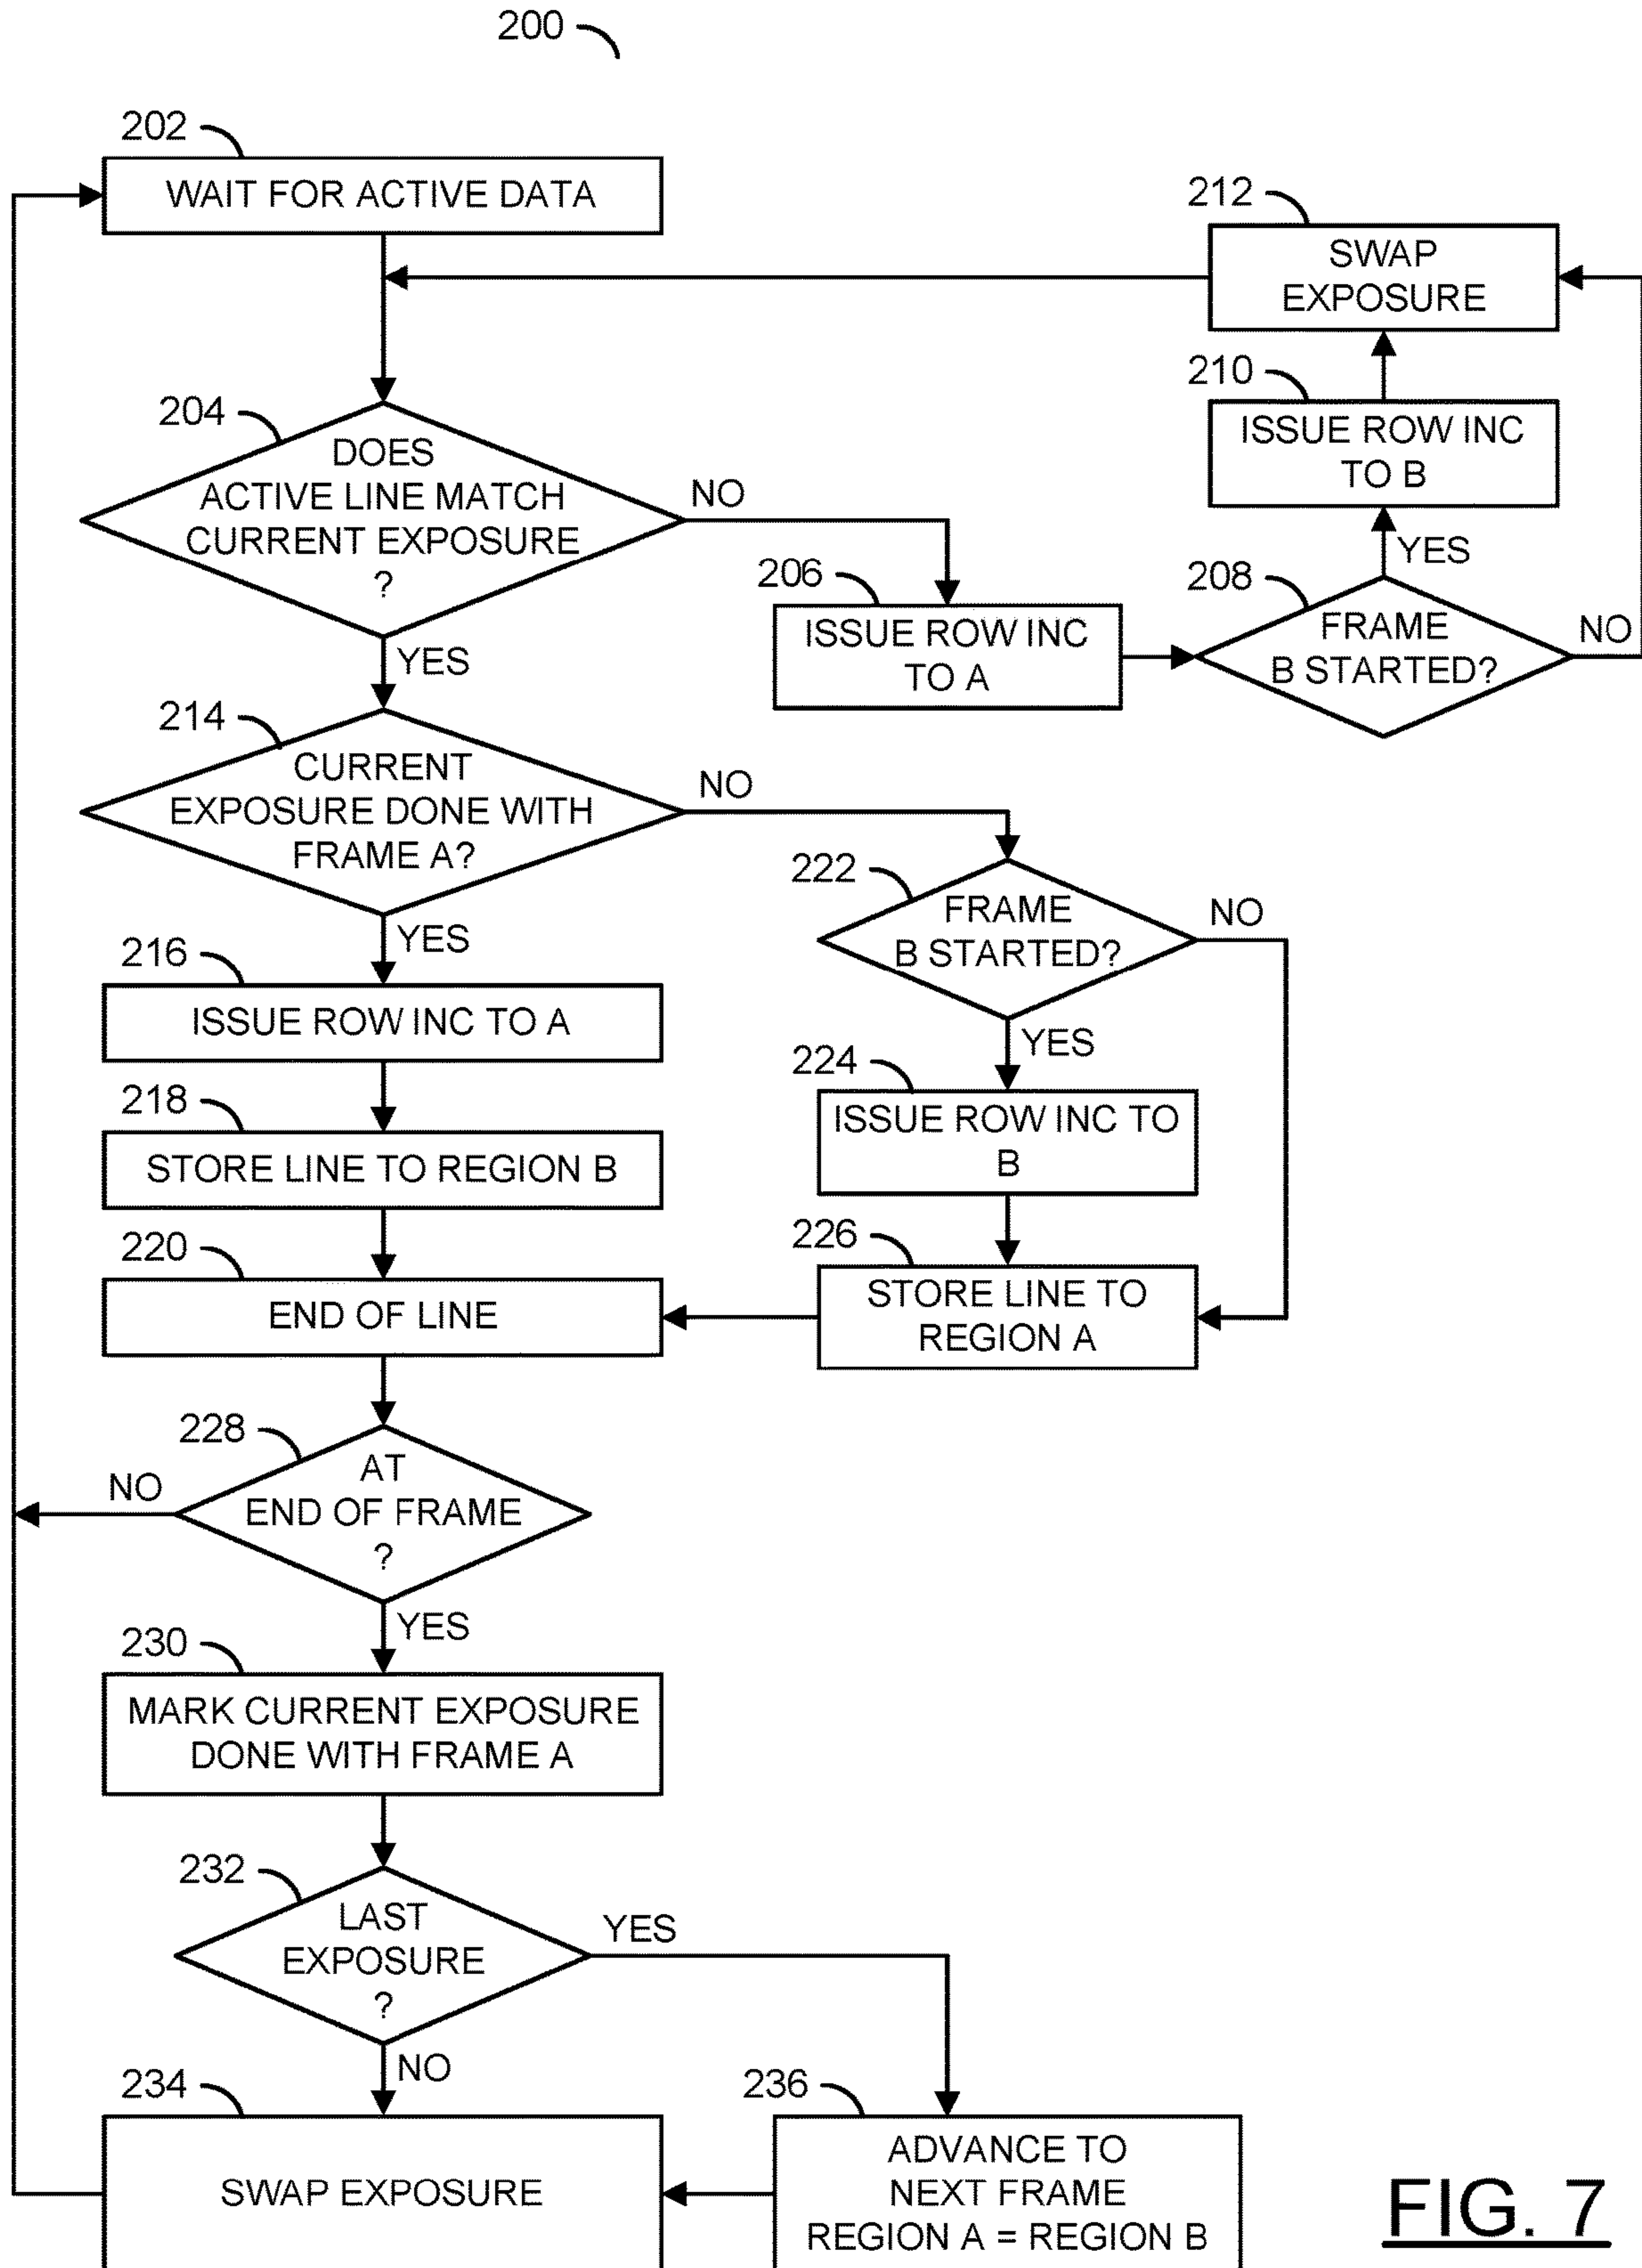 200
202
WAIT FOR ACTIVE DATA
212
SWAP
EXPOSURE
210
ISSUE ROW INC
TO B
204
DOES
ACTIVE LINE MATCH
CURRENT EXPOSURE
?
NO
YES
206
ISSUE ROW INC
TO A
208
FRAME
B STARTED?
YES
NO
214
CURRENT
EXPOSURE DONE WITH
FRAME A?
NO
YES
222
FRAME
B STARTED?
NO
YES
216
ISSUE ROW INC TO A
224
ISSUE ROW INC TO
B
218
STORE LINE TO REGION B
226
STORE LINE TO
REGION A
220
END OF LINE
228
AT
END OF FRAME
?
NO
YES
230
MARK CURRENT EXPOSURE
DONE WITH FRAME A
232
LAST
EXPOSURE
?
YES
NO
234
SWAP EXPOSURE
236
ADVANCE TO
NEXT FRAME
REGION A = REGION B
FIG. 7